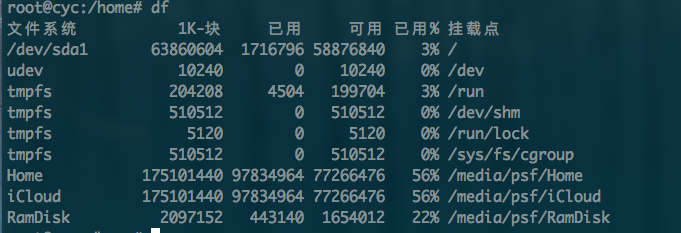 root@cyc:/home# df
文件系统 1K-块 已用 可用 已用% 挂载点
/dev/sda1 63860604 1716796 58876840 3% /
udev 10240 0 10240 0% /dev
tmpfs 204208 4504 199704 3% /run
tmpfs 510512 0 510512 0% /dev/shm
tmpfs 5120 0 5120 0% /run/lock
tmpfs 510512 0 510512 0% /sys/fs/cgroup
Home 175101440 97834964 77266476 56% /media/psf/Home
iCloud 175101440 97834964 77266476 56% /media/psf/iCloud
RamDisk 2097152 443140 1654012 22% /media/psf/RamDisk